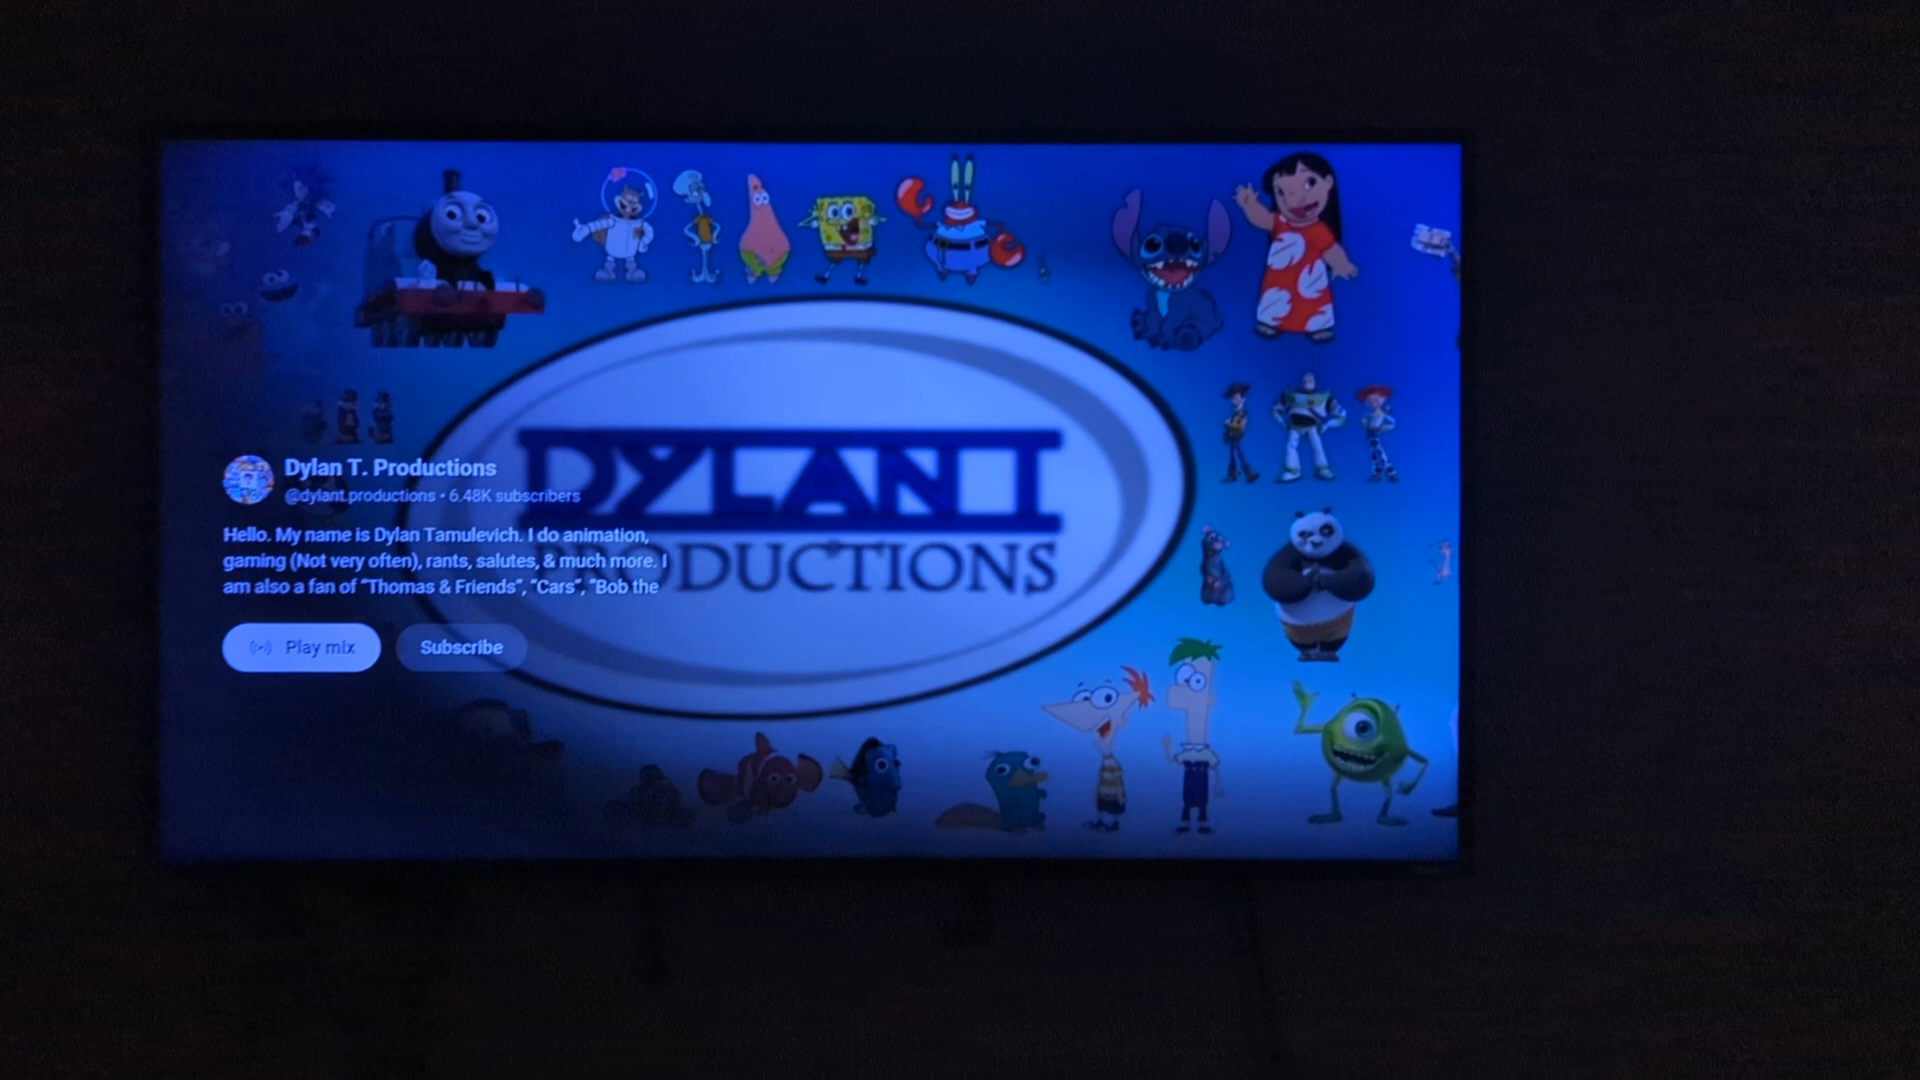 DYLAN T
PRODUCTIONS
Dylan T. Productions
@dylant.productions • 6.48K subscribers
Hello. My name is Dylan Tamulevich. I do animation,
gaming (Not very often), rants, salutes, & much more. I
am also a fan of "Thomas & Friends", "Cars", "Bob the
Play mix
Subscribe